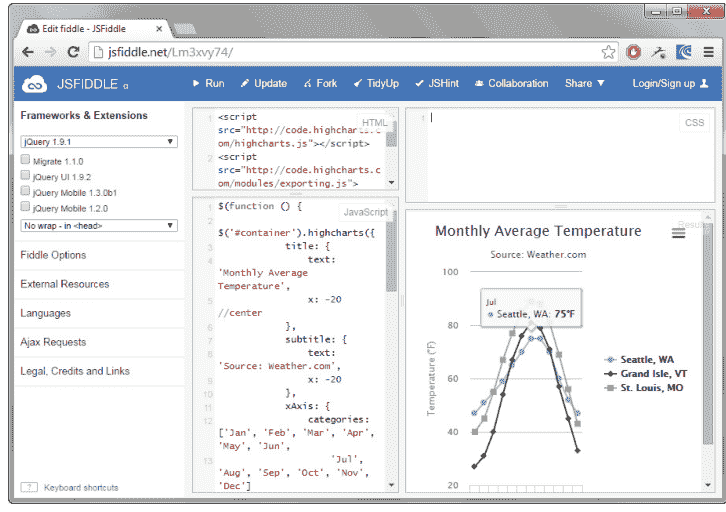 Edit fiddle - JSFiddle
jsfiddle.net/Lm3xvy74/
JSFIDDLE α
Run
Update
Fork
TidyUp
JSHint
Collaboration
Share
Login/Sign up
Frameworks & Extensions
jQuery 1.9.1
Migrate 1.1.0
jQuery UI 1.9.2
jQuery Mobile 1.3.0b1
jQuery Mobile 1.2.0
No wrap - in <head>
Fiddle Options
External Resources
Languages
Ajax Requests
Legal, Credits and Links
? Keyboard shortcuts
HTML
1 <script
src="http://code.highcharts.c
om/highcharts.js"></script>
2 <script
src="http://code.highcharts.c
om/modules/exporting.js">
JavaScript
1 $(function () {
2
$('#container').highcharts({
3 title: {
4 text:
'Monthly Average
Temperature',
5 x: -20
//center
6 },
7 subtitle: {
8 text:
'Source: Weather.com',
9 x: -20
10 },
11 xAxis: {
12 categories:
['Jan', 'Feb', 'Mar', 'Apr',
'May', 'Jun',
13 'Jul',
'Aug', 'Sep', 'Oct', 'Nov',
'Dec']
1
CSS
Result
Monthly Average Temperature
Source: Weather.com
Temperature (°F)
100
80
60
40
20
Jul
Seattle, WA: 75°F
Seattle, WA
Grand Isle, VT
St. Louis, MO